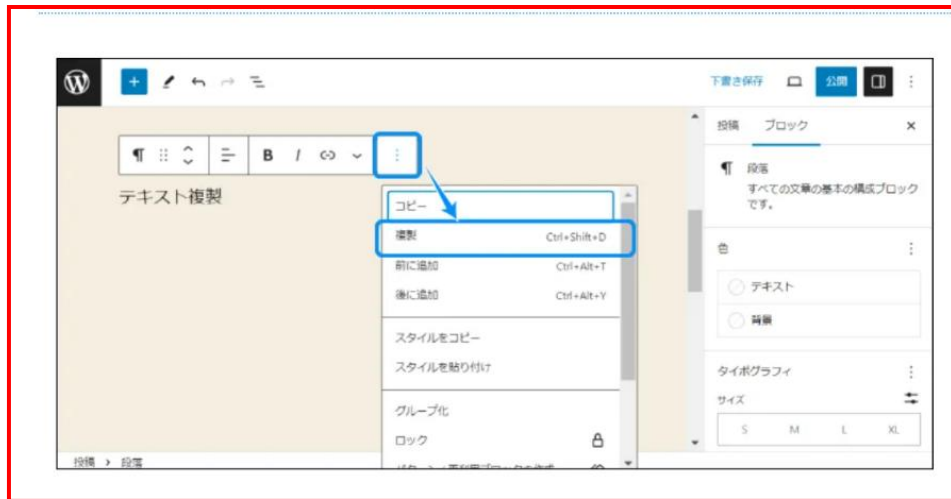 下書き保存
公開
B I
テキスト複製
コピー
複製 Ctrl+Shift+D
前に追加 Ctrl+Alt+T
後に追加 Ctrl+Alt+Y
スタイルをコピー
スタイルを貼り付け
グループ化
ロック
投稿 › 段落
投稿 ブロック
段落
すべての文章の基本の構成ブロック
です。
色
テキスト
背景
タイポグラフィ
サイズ
S M L XL